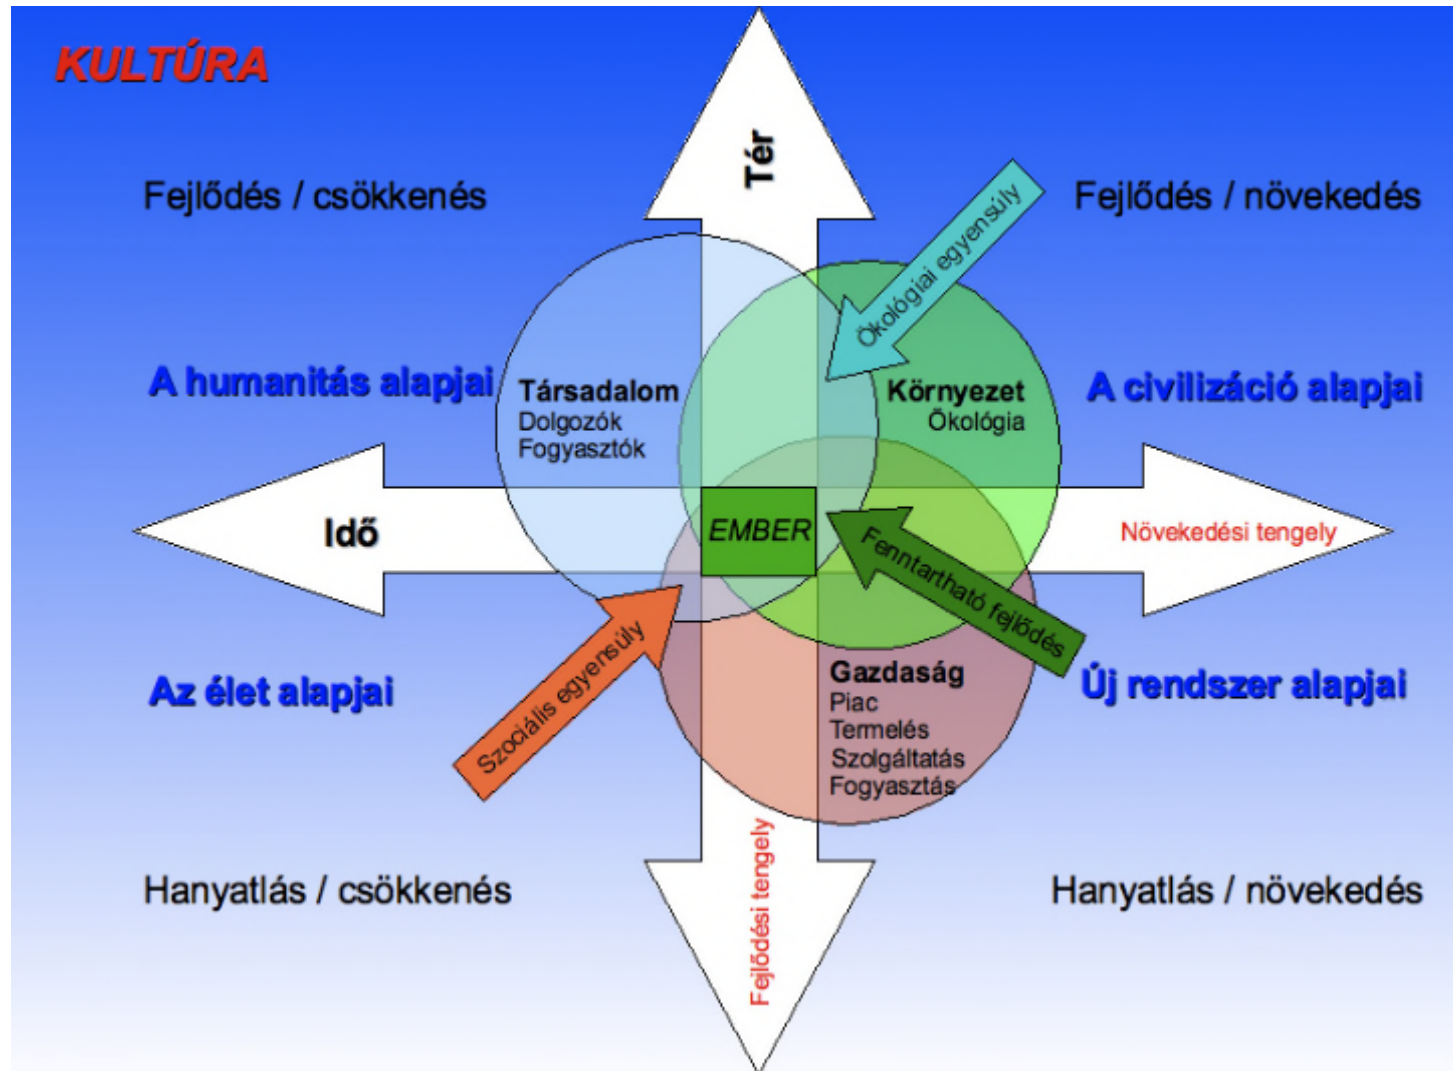 KULTÚRA
Tér
Fejlődés / csökkenés
Fejlődés / növekedés
Ökológiai egyensúly
A humanitás alapjai
A civilizáció alapjai
Társadalom
Dolgozók
Fogyasztók
Környezet
Ökológia
Idő
EMBER
Növekedési tengely
Fenntartható fejlődés
Szociális egyensúly
Az élet alapjai
Új rendszer alapjai
Gazdaság
Piac
Termelés
Szolgáltatás
Fogyasztás
Fejlődési tengely
Hanyatlás / csökkenés
Hanyatlás / növekedés